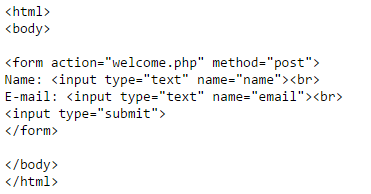 <html>
<body>
<form action="welcome.php" method="post">
Name: <input type="text" name="name"><br>
E-mail: <input type="text" name="email"><br>
<input type="submit">
</form>
</body>
</html>